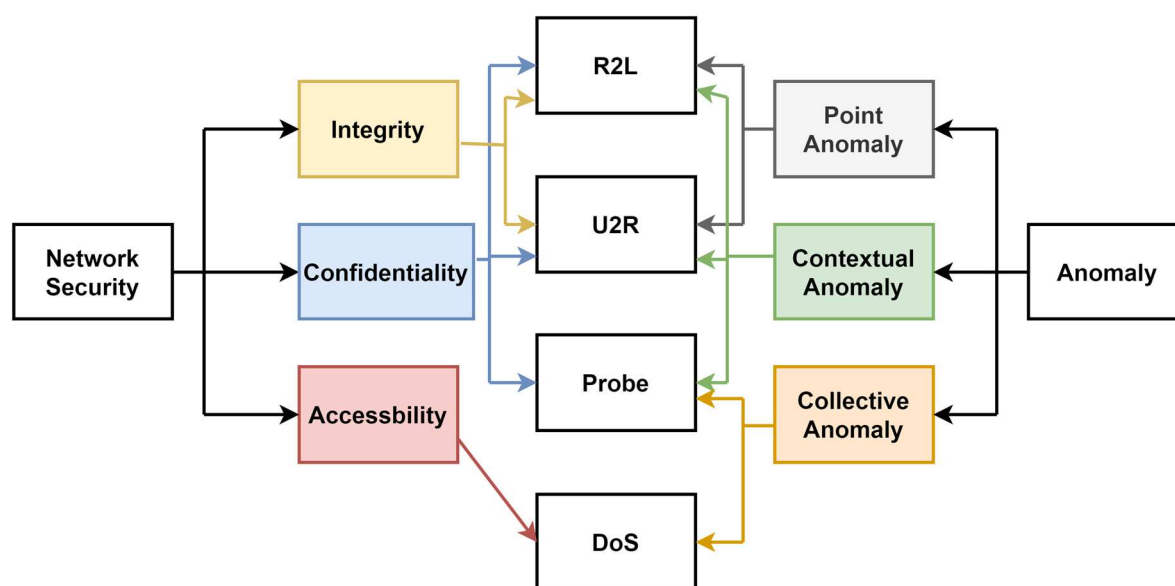 R2L
Integrity
Point
Anomaly
U2R
Network
Security
Confidentiality
Contextual
Anomaly
Anomaly
Probe
Accessbility
Collective
Anomaly
DoS